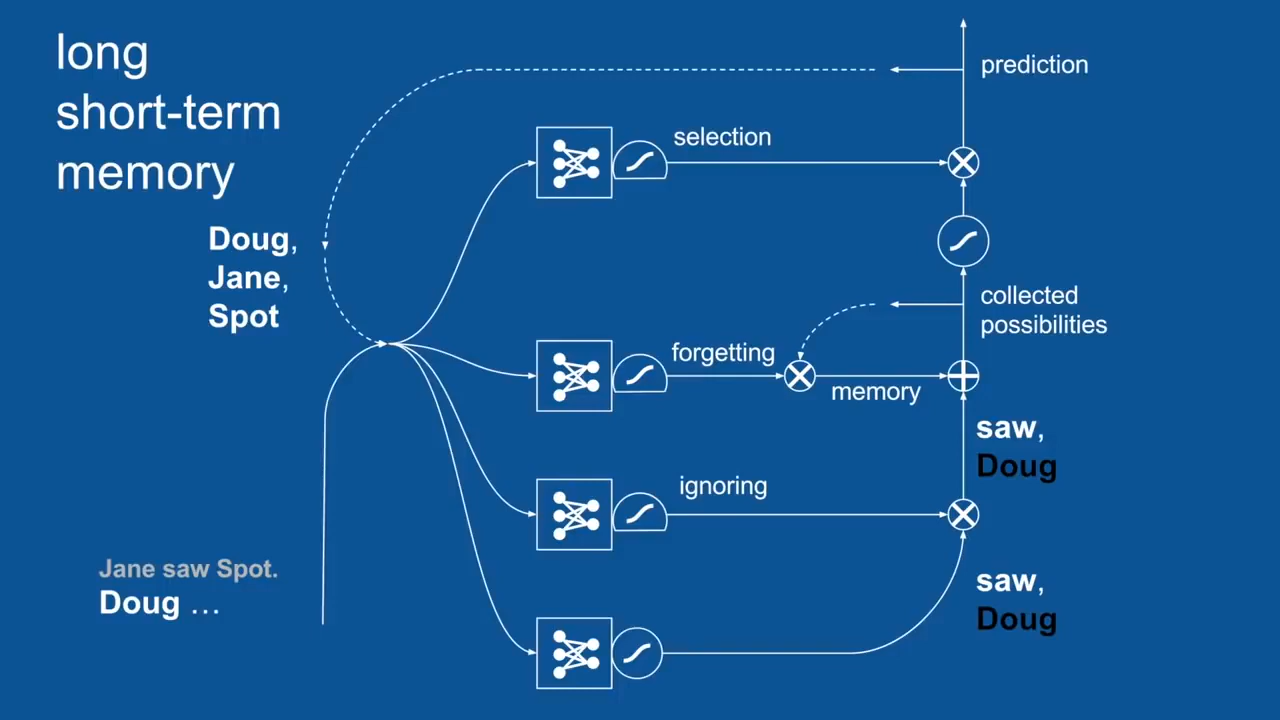 long
short-term
memory
prediction
selection
Doug,
Jane,
Spot
collected
possibilities
forgetting
memory
saw,
Doug
ignoring
Jane saw Spot.
Doug …
saw,
Doug